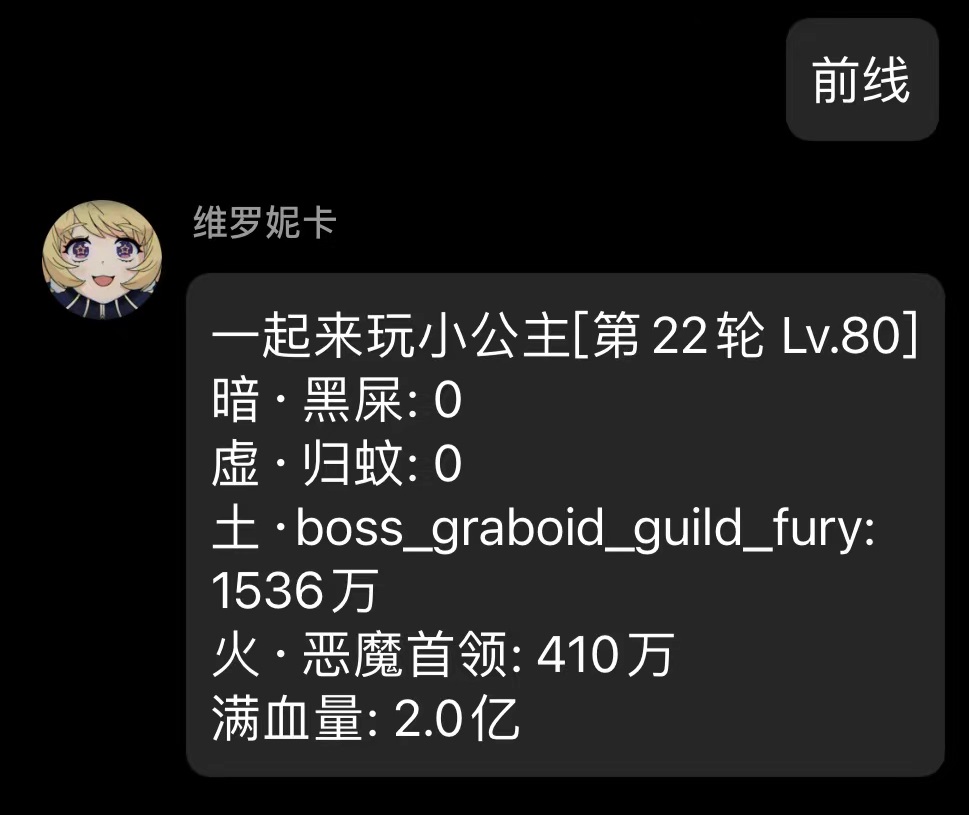 前线
维罗妮卡
一起来玩小公主[第22轮 Lv.80]
暗 · 黑屎: 0
虚 · 归蚊: 0
土 ·boss_graboid_guild_fury:
1536万
火 · 恶魔首领: 410万
满血量: 2.0亿